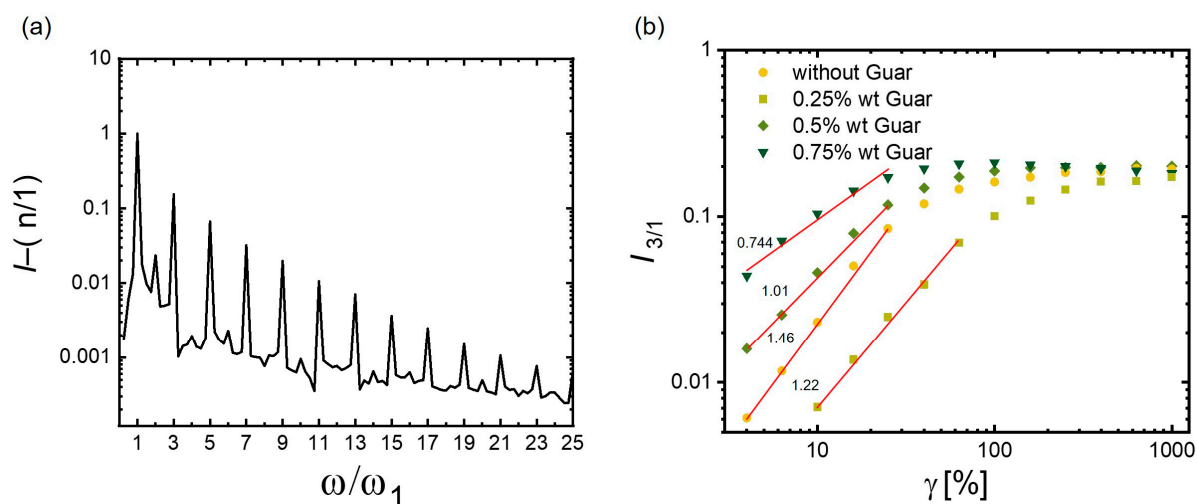 (a)
10
1
0.1
0.01
0.001
I–( n/1)
1 3 5 7 9 11 13 15 17 19 21 23 25
ω/ω1
(b)
1
0.1
0.01
I3/1
without Guar
0.25% wt Guar
0.5% wt Guar
0.75% wt Guar
0.744
1.01
1.46
1.22
10 100 1000
γ [%]